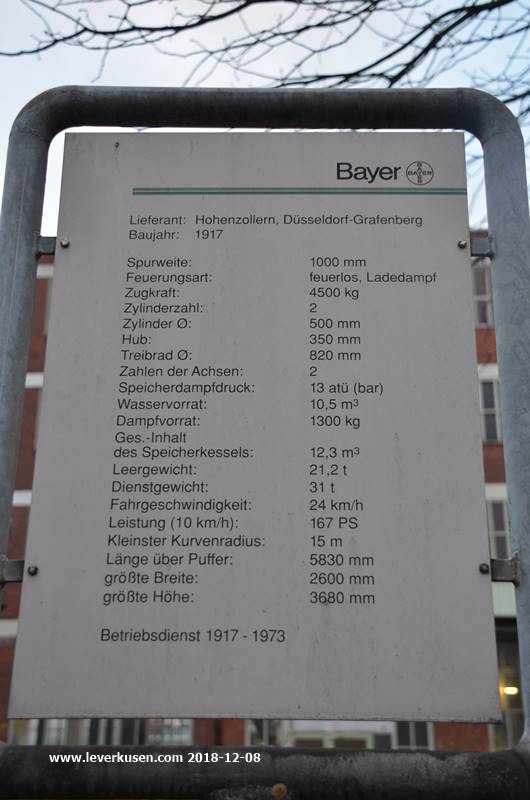 Bayer BAYER
BAYER
Lieferant: Hohenzollern, Düsseldorf-Grafenberg
Baujahr: 1917
Spurweite: 1000 mm
Feuerungsart: feuerlos, Ladedampf
Zugkraft: 4500 kg
Zylinderzahl: 2
Zylinder Ø: 500 mm
Hub: 350 mm
Treibrad Ø: 820 mm
Zahlen der Achsen: 2
Speicherdampfdruck: 13 atü (bar)
Wasservorrat: 10,5 m³
Dampfvorrat: 1300 kg
Ges.-Inhalt
des Speicherkessels: 12,3 m³
Leergewicht: 21,2 t
Dienstgewicht: 31 t
Fahrgeschwindigkeit: 24 km/h
Leistung (10 km/h): 167 PS
Kleinster Kurvenradius: 15 m
Länge über Puffer: 5830 mm
größte Breite: 2600 mm
größte Höhe: 3680 mm
Betriebsdienst 1917 - 1973
www.leverkusen.com 2018-12-08